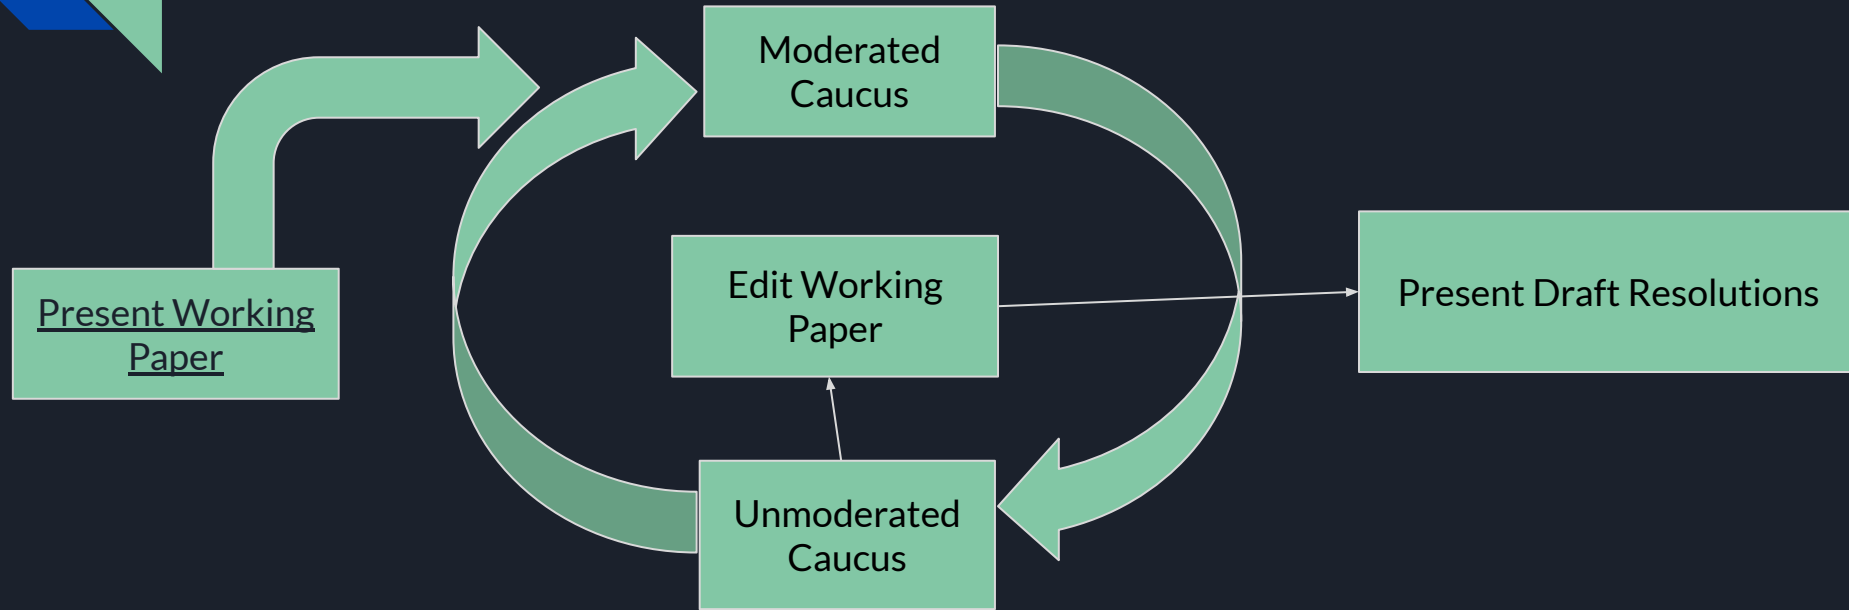 Moderated
Caucus
Present Working
Paper
Edit Working
Paper
Present Draft Resolutions
Unmoderated
Caucus